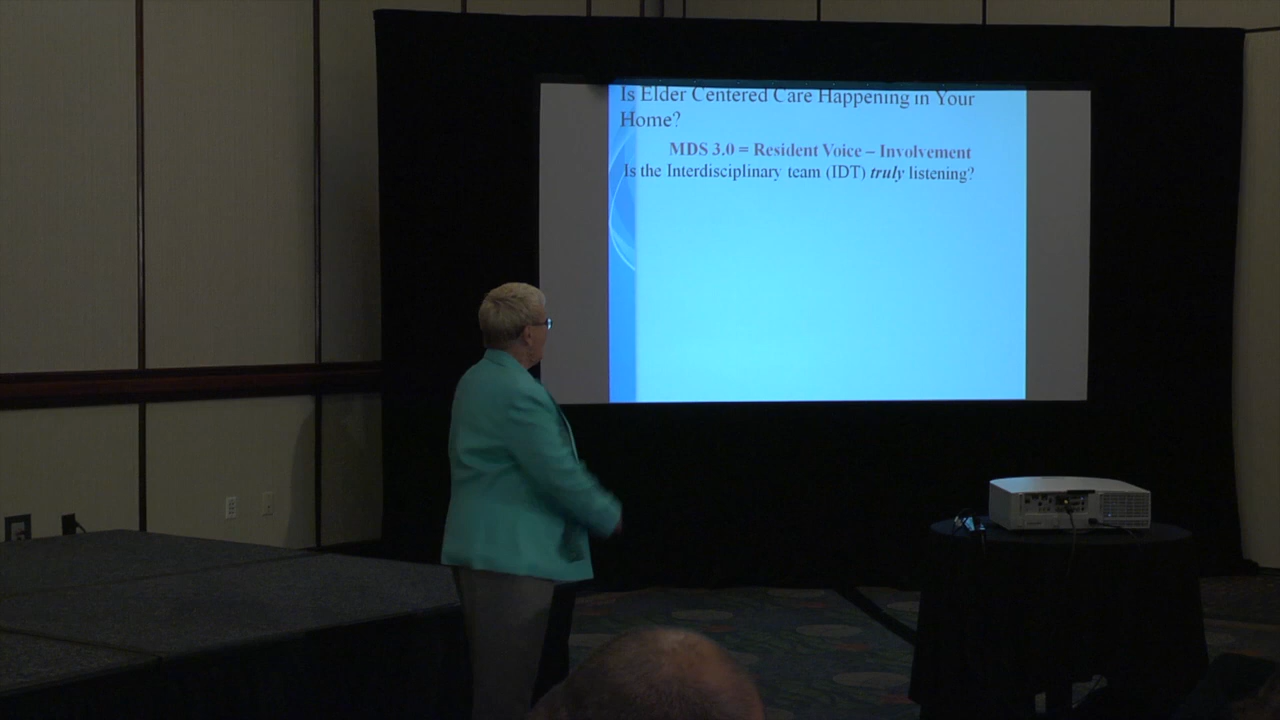 Is Elder Centered Care Happening in Your
Home?
MDS 3.0 = Resident Voice – Involvement
Is the Interdisciplinary team (IDT) truly listening?